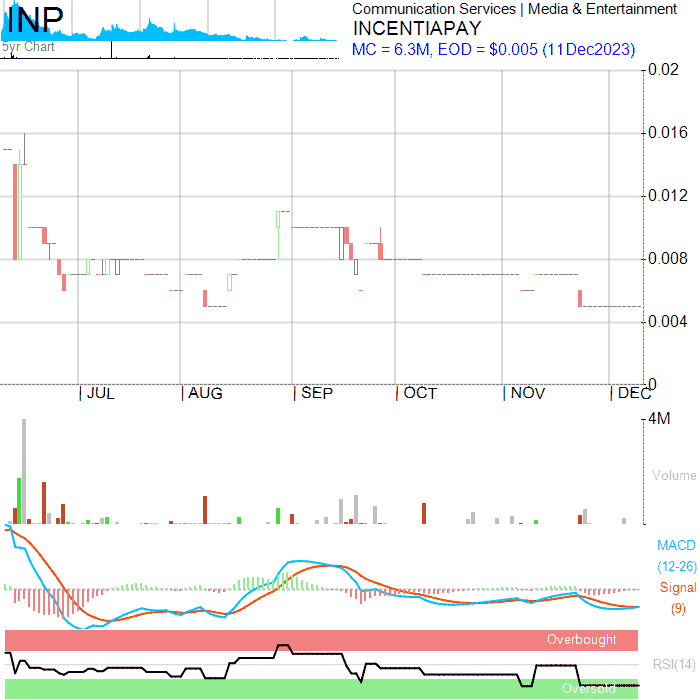 INP
5yr Chart
Communication Services | Media & Entertainment
INCENTIAPAY
MC = 6.3M, EOD = $0.005 (11Dec2023)
0.02
0.016
0.012
0.008
0.004
0
| JUL | AUG | SEP | OCT | NOV | DEC
4M
Volume
MACD
(12-26)
Signal
(9)
Overbought
RSI(14)
Oversold